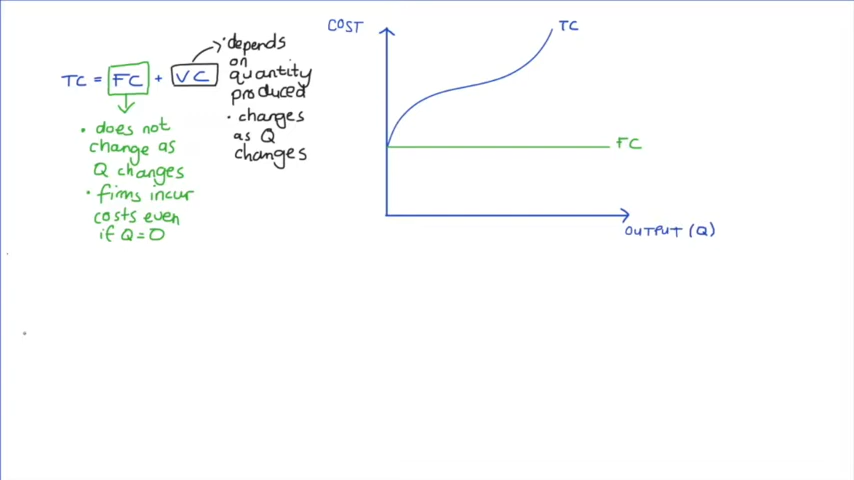 TC = FC + VC
• depends
on
quantity
produced
• changes
as Q
changes
• does not
change as
Q changes
• firms incur
costs even
if Q = 0
COST
TC
FC
OUTPUT (Q)